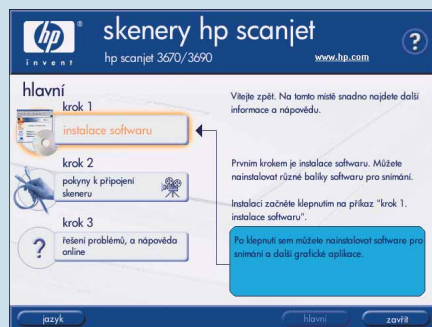 hp
®
invent
skenery hp scanjet
hp scanjet 3670/3690
www.hp.com
?
hlavní
krok 1
instalace softwaru
krok 2
pokyny k připojení
skeneru
krok 3
?
řešení problémů, a nápověda
online
Vítejte zpět. Na tomto místě snadno najdete další
informace a nápovědu.
Prvním krokem je instalace softwaru. Můžete
nainstalovat různé balíky softwaru pro snímání.
Instalaci začněte klepnutím na příkaz "krok 1.
instalace softwaru".
Po klepnutí sem můžete nainstalovat software pro
snímání a další grafické aplikace.
jazyk
hlavní
zavřít